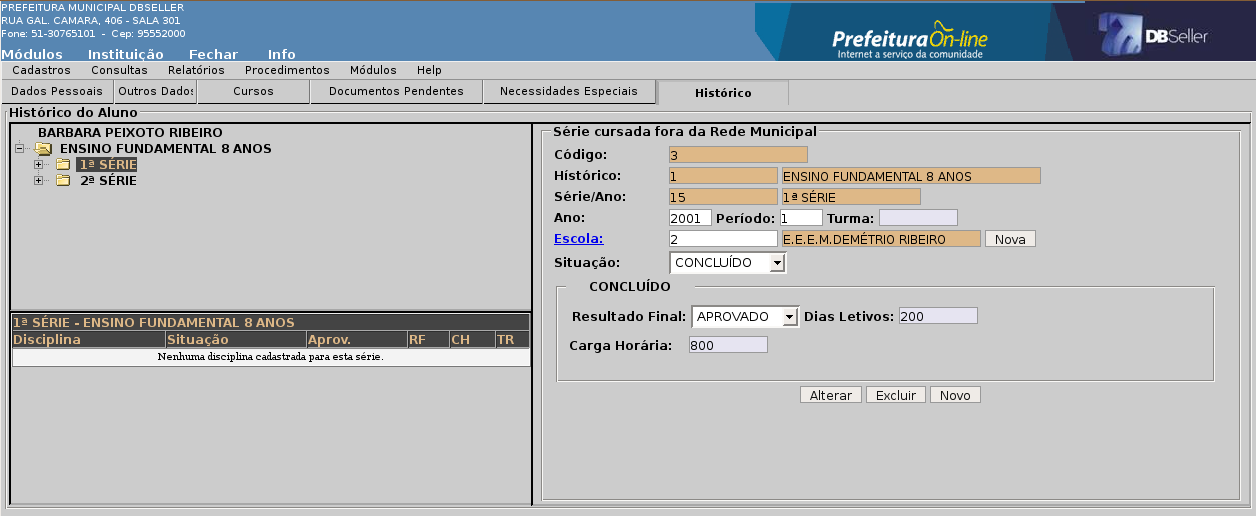 PREFEITURA MUNICIPAL DBSELLER
RUA GAL. CAMARA, 406 - SALA 301
Fone: 51-30765101 - Cep: 95552000
PrefeituraOn-line
Internet a serviço da comunidade
DBSeller
Módulos Instituição Fechar Info
Cadastros Consultas Relatórios Procedimentos Módulos Help
Dados Pessoais Outros Dados Cursos Documentos Pendentes Necessidades Especiais Histórico
Histórico do Aluno
BARBARA PEIXOTO RIBEIRO
ENSINO FUNDAMENTAL 8 ANOS
1ª SÉRIE
2ª SÉRIE
1ª SÉRIE - ENSINO FUNDAMENTAL 8 ANOS
Disciplina Situação Aprov. RF CH TR
Nenhuma disciplina cadastrada para esta série.
Série cursada fora da Rede Municipal
Código: 3
Hístórico: 1 ENSINO FUNDAMENTAL 8 ANOS
Série/Ano: 15 1ª SÉRIE
Ano: 2001 Período: 1 Turma:
Escola: 2 E.E.E.M.DEMÉTRIO RIBEIRO Nova
Situação: CONCLUÍDO
CONCLUÍDO
Resultado Final: APROVADO Dias Letivos: 200
Carga Horária: 800
Alterar Excluir Novo